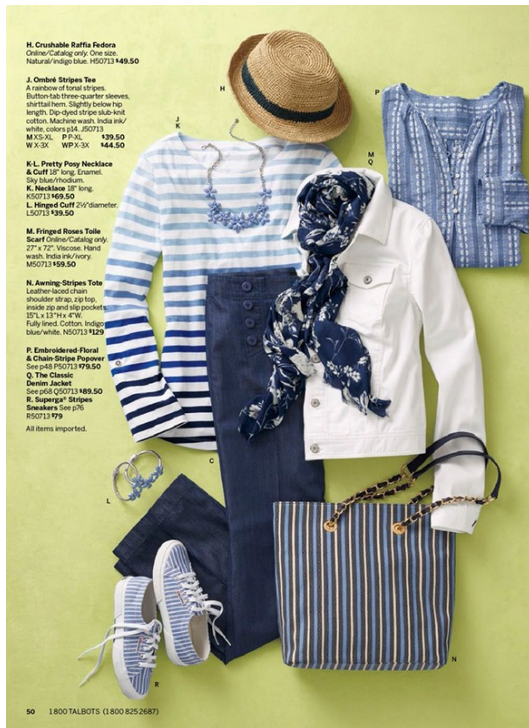 H. Crushable Raffia Fedora
Online/Catalog only. One size.
Natural/indigo blue. H50713 $49.50
J. Ombré Stripes Tee
A rainbow of tonal stripes.
Button-tab three-quarter sleeves,
shirttail hem. Slightly below hip
length. Dip-dyed stripe slub-knit
cotton. Machine wash. India ink/
white, colors p14. J50713
M XS-XL P P-XL $39.50
W X-3X WP X-3X $44.50
K-L. Pretty Posy Necklace
& Cuff 18" long. Enamel.
Sky blue/rhodium.
K. Necklace 18" long.
K50713 $69.50
L. Hinged Cuff 2½" diameter.
L50713 $39.50
M. Fringed Roses Toile
Scarf Online/Catalog only.
27" x 72". Viscose. Hand
wash. India ink/ivory.
M50713 $59.50
N. Awning-Stripes Tote
Leather-laced chain
shoulder strap, zip top,
inside zip and slip pockets.
15"L x 13"H x 4"W.
Fully lined. Cotton. Indigo
blue/white. N50713 $129
P. Embroidered-Floral
& Chain-Stripe Popover
See p48 P50713 $79.50
Q. The Classic
Denim Jacket
See p68 Q50713 $89.50
R. Superga® Stripes
Sneakers See p76
R50713 $79
All items imported.
H
P
J
K
M
Q
C
L
R
N
50 1 800 TALBOTS (1 800 825 2687)